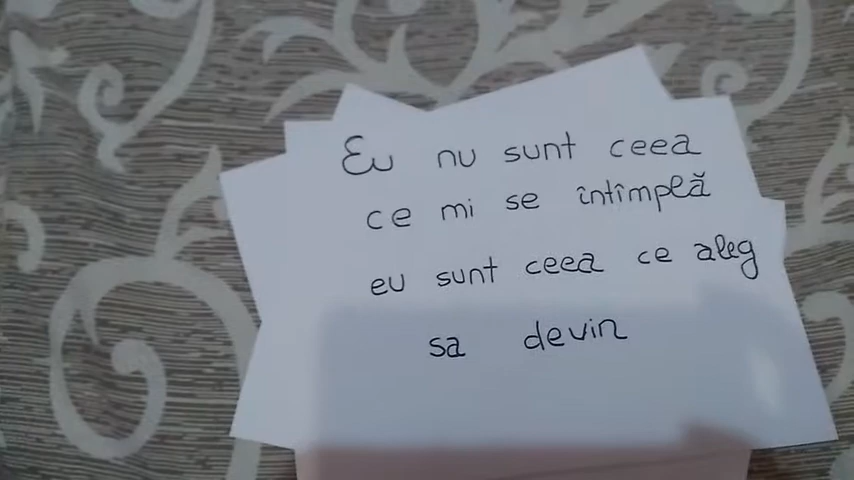 Eu nu sunt ceea
ce mi se întîmplă
eu sunt ceea ce aleg
sa devin